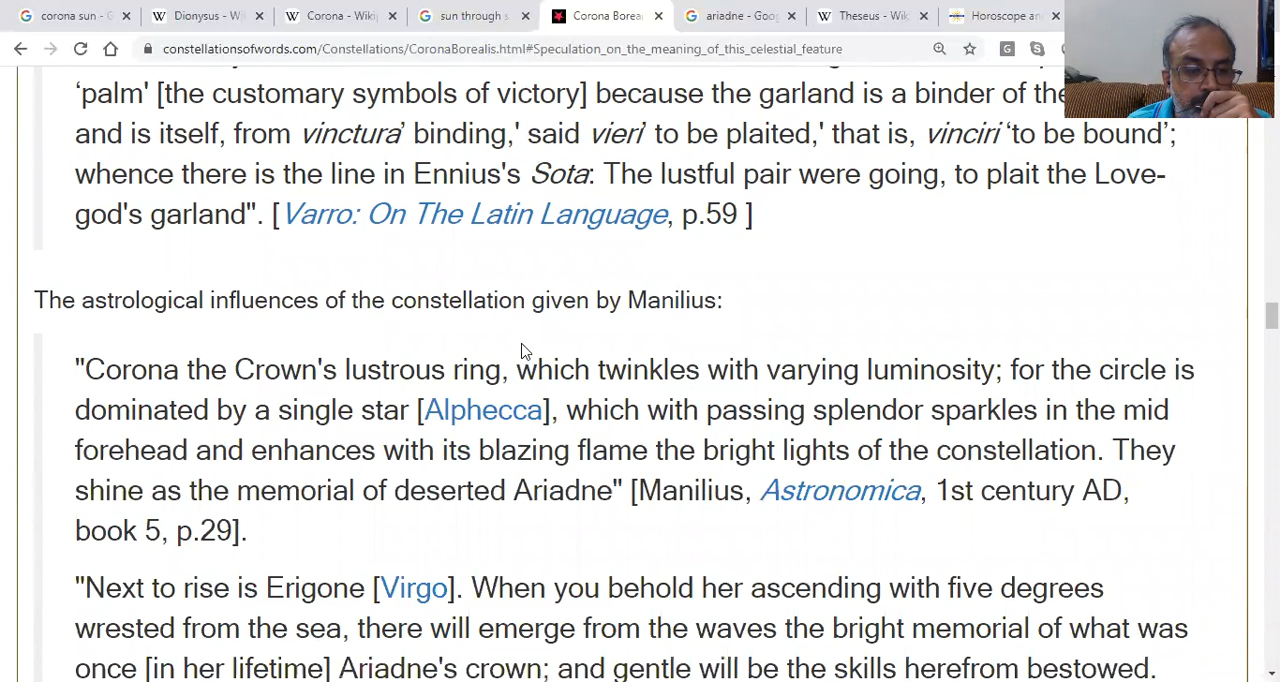 corona sun - G
Dionysus - Wi
Corona - Wikip
sun through s
Corona Borea
ariadne - Goog
Theseus - Wik
Horoscope an
constellationsofwords.com/Constellations/CoronaBorealis.html#Speculation_on_the_meaning_of_this_celestial_feature
‘palm' [the customary symbols of victory] because the garland is a binder of the
and is itself, from vinctura’ binding,' said vieri’ to be plaited,' that is, vinciri ‘to be bound’;
whence there is the line in Ennius's Sota: The lustful pair were going, to plait the Love-
god's garland". [Varro: On The Latin Language, p.59 ]
The astrological influences of the constellation given by Manilius:
"Corona the Crown's lustrous ring, which twinkles with varying luminosity; for the circle is
dominated by a single star [Alphecca], which with passing splendor sparkles in the mid
forehead and enhances with its blazing flame the bright lights of the constellation. They
shine as the memorial of deserted Ariadne" [Manilius, Astronomica, 1st century AD,
book 5, p.29].
"Next to rise is Erigone [Virgo]. When you behold her ascending with five degrees
wrested from the sea, there will emerge from the waves the bright memorial of what was
once [in her lifetime] Ariadne's crown; and gentle will be the skills herefrom bestowed.